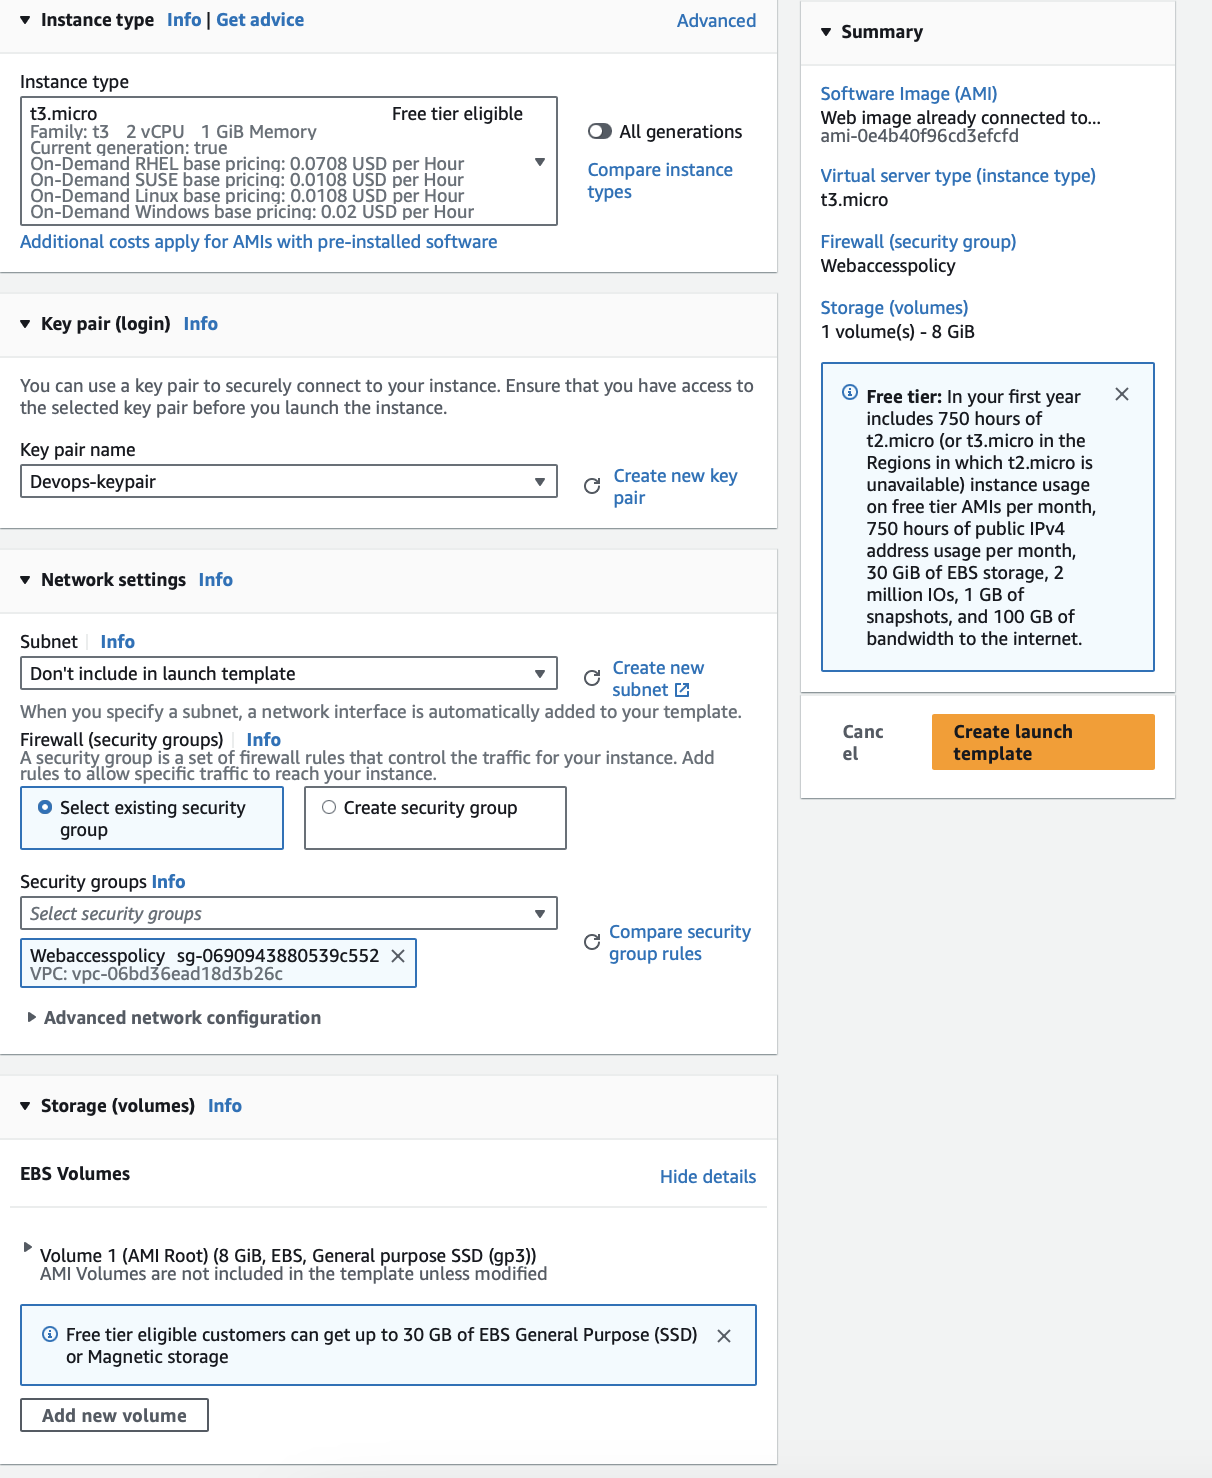 Instance type Info | Get advice
Advanced
Instance type
t3.micro Free tier eligible
Family: t3 2 vCPU 1 GiB Memory
Current generation: true
On-Demand RHEL base pricing: 0.0708 USD per Hour
On-Demand SUSE base pricing: 0.0108 USD per Hour
On-Demand Linux base pricing: 0.0108 USD per Hour
On-Demand Windows base pricing: 0.02 USD per Hour
All generations
Compare instance
types
Additional costs apply for AMIs with pre-installed software
Key pair (login) Info
You can use a key pair to securely connect to your instance. Ensure that you have access to
the selected key pair before you launch the instance.
Key pair name
Devops-keypair
Create new key
pair
Network settings Info
Subnet Info
Don't include in launch template
Create new
subnet
When you specify a subnet, a network interface is automatically added to your template.
Firewall (security groups) Info
A security group is a set of firewall rules that control the traffic for your instance. Add
rules to allow specific traffic to reach your instance.
Select existing security
group
Create security group
Security groups Info
Select security groups
Webaccesspolicy sg-0690943880539c552
VPC: vpc-06bd36ead18d3b26c
Compare security
group rules
Advanced network configuration
Storage (volumes) Info
EBS Volumes
Hide details
Volume 1 (AMI Root) (8 GiB, EBS, General purpose SSD (gp3))
AMI Volumes are not included in the template unless modified
Free tier eligible customers can get up to 30 GB of EBS General Purpose (SSD)
or Magnetic storage
Add new volume
Summary
Software Image (AMI)
Web image already connected to...
ami-0e4b40f96cd3efcfd
Virtual server type (instance type)
t3.micro
Firewall (security group)
Webaccesspolicy
Storage (volumes)
1 volume(s) - 8 GiB
Free tier: In your first year
includes 750 hours of
t2.micro (or t3.micro in the
Regions in which t2.micro is
unavailable) instance usage
on free tier AMIs per month,
750 hours of public IPv4
address usage per month,
30 GiB of EBS storage, 2
million IOs, 1 GB of
snapshots, and 100 GB of
bandwidth to the internet.
Canc
el
Create launch
template